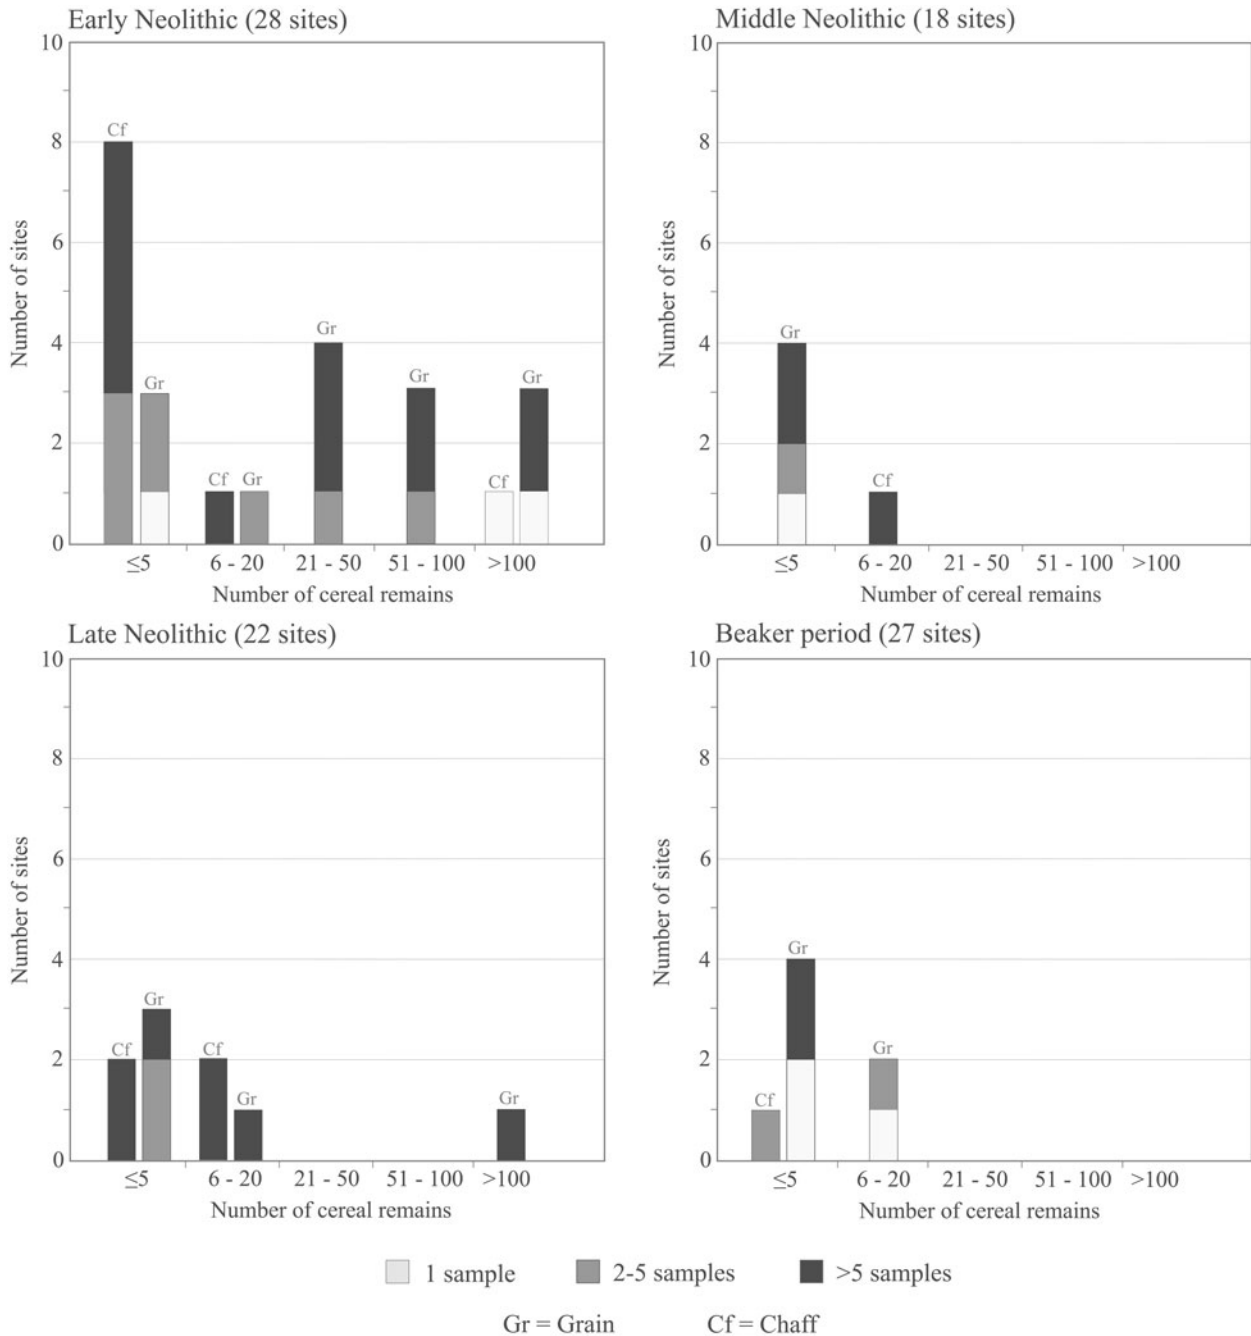 Early Neolithic (28 sites)
10
8
6
4
2
0
Number of sites
Cf
Gr
Cf
Gr
Gr
Gr
Cf
Gr
≤5
6 - 20
21 - 50
51 - 100
>100
Number of cereal remains
Middle Neolithic (18 sites)
10
8
6
4
2
0
Number of sites
Gr
Cf
≤5
6 - 20
21 - 50
51 - 100
>100
Number of cereal remains
Late Neolithic (22 sites)
10
8
6
4
2
0
Number of sites
Cf
Gr
Cf
Gr
Gr
≤5
6 - 20
21 - 50
51 - 100
>100
Number of cereal remains
Beaker period (27 sites)
10
8
6
4
2
0
Number of sites
Cf
Gr
Gr
≤5
6 - 20
21 - 50
51 - 100
>100
Number of cereal remains
1 sample
2-5 samples
>5 samples
Gr = Grain
Cf = Chaff